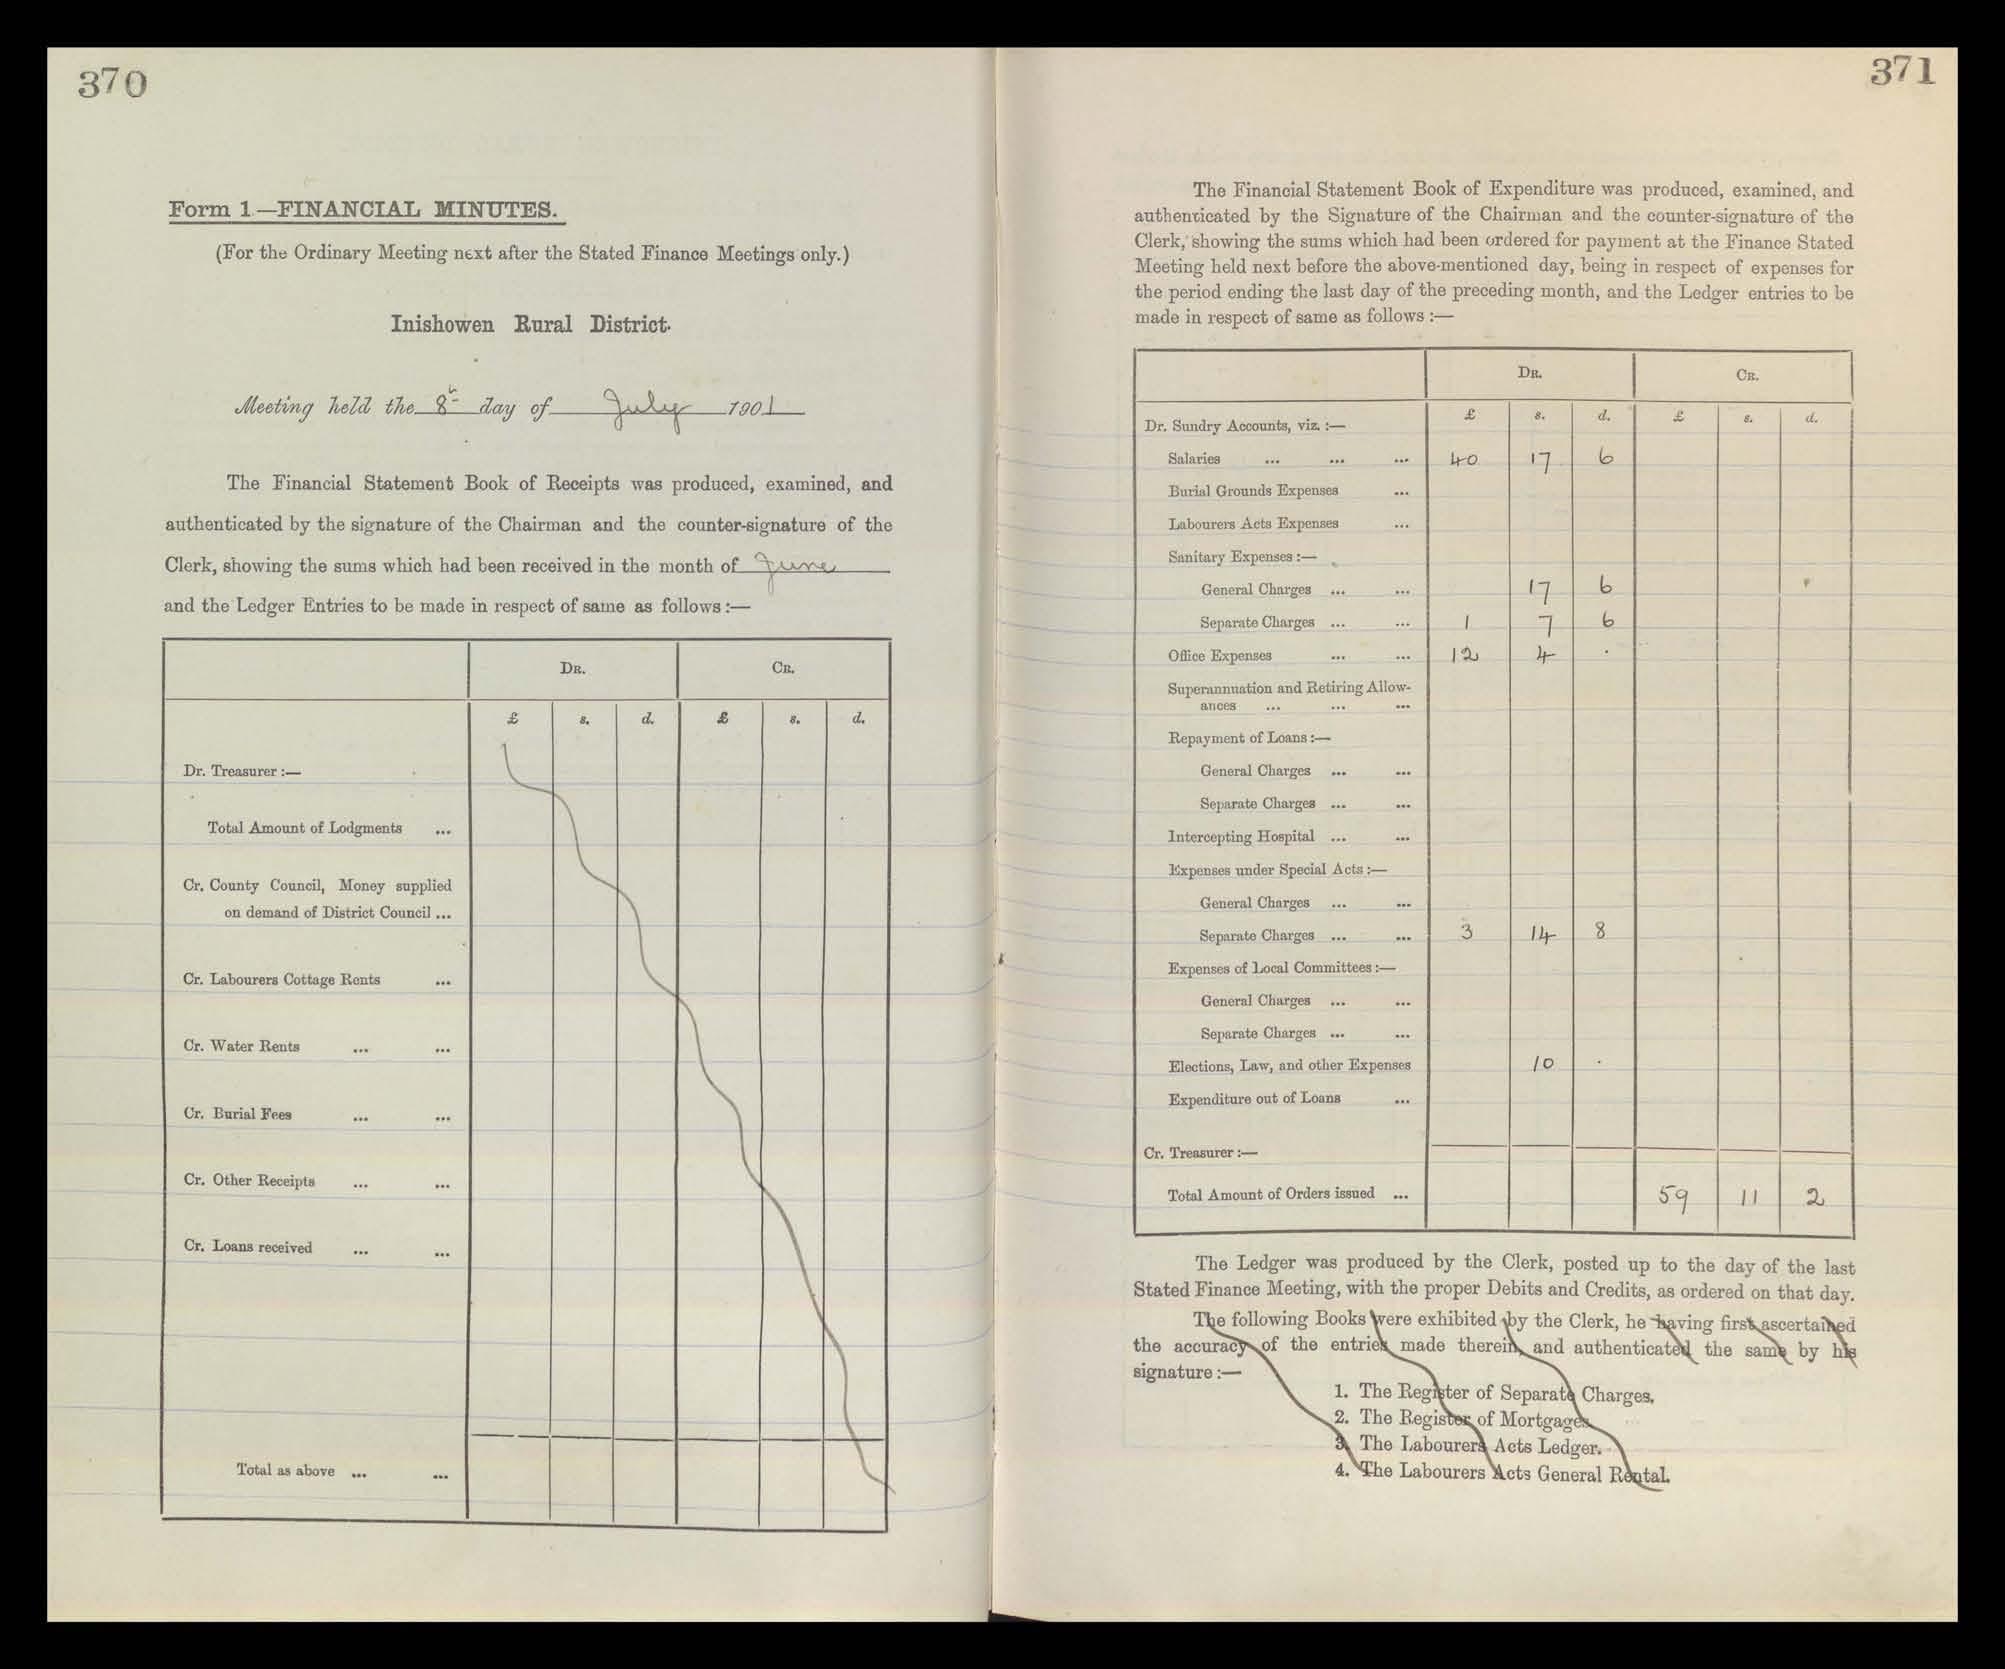 370
Form 1—FINANCIAL MINUTES.
(For the Ordinary Meeting next after the Stated Finance Meetings only.)
Inishowen Rural District.
Meeting held the 8th day of July 1901
The Financial Statement Book of Receipts was produced, examined, and
authenticated by the signature of the Chairman and the counter-signature of the
Clerk, showing the sums which had been received in the month of June
and the Ledger Entries to be made in respect of same as follows :—
DR. CR.
£ s. d. £ s. d.
Dr. Treasurer :—
Total Amount of Lodgments ...
Cr. County Council, Money supplied
on demand of District Council ...
Cr. Labourers Cottage Rents ...
Cr. Water Rents ... ...
Cr. Burial Fees ... ...
Cr. Other Receipts ... ...
Cr. Loans received ... ...
Total as above ... ...
371
The Financial Statement Book of Expenditure was produced, examined, and
authenticated by the Signature of the Chairman and the counter-signature of the
Clerk, showing the sums which had been ordered for payment at the Finance Stated
Meeting held next before the above-mentioned day, being in respect of expenses for
the period ending the last day of the preceding month, and the Ledger entries to be
made in respect of same as follows :—
DR. CR.
£ s. d. £ s. d.
Dr. Sundry Accounts, viz. :—
Salaries ... ... ... 40 17 6
Burial Grounds Expenses ...
Labourers Acts Expenses ...
Sanitary Expenses :—
General Charges ... ... 17 6
Separate Charges ... ... 1 7 6
Office Expenses ... ... 12 4 .
Superannuation and Retiring Allow-
ances ... ... ...
Repayment of Loans :—
General Charges ... ...
Separate Charges ... ...
Intercepting Hospital ... ...
Expenses under Special Acts :—
General Charges ... ...
Separate Charges ... ... 3 14 8
Expenses of Local Committees :—
General Charges ... ...
Separate Charges ... ...
Elections, Law, and other Expenses 10 .
Expenditure out of Loans ...
Cr. Treasurer :—
Total Amount of Orders issued ... 59 11 2
The Ledger was produced by the Clerk, posted up to the day of the last
Stated Finance Meeting, with the proper Debits and Credits, as ordered on that day.
The following Books were exhibited by the Clerk, he having first ascertained
the accuracy of the entries made therein, and authenticated the same by his
signature :—
1. The Register of Separate Charges.
2. The Register of Mortgages.
3. The Labourers Acts Ledger.
4. The Labourers Acts General Rental.